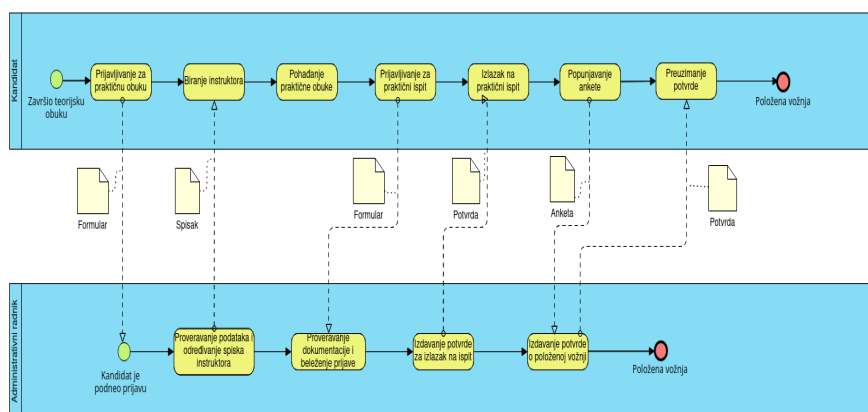 Kandidat
Završio teorijsku
obuku
Prijavljivanje za
praktičnu obuku
Biranje instruktora
Pohađanje
praktične obuke
Prijavljivanje za
praktični ispit
Izlazak na
praktični ispit
Popunjavanje
ankete
Preuzimanje
potvrde
Položena vožnja
Formular
Spisak
Formular
Potvrda
Anketa
Potvrda
Administrativni radnik
Kandidat je
podneo prijavu
Proveravanje podataka i
određivanje spiska
instruktora
Proveravanje
dokumentacije i
beleženje prijave
Izdavanje potvrde
za izlazak na ispit
Izdavanje potvrde
o položenoj vožnji
Položena vožnja